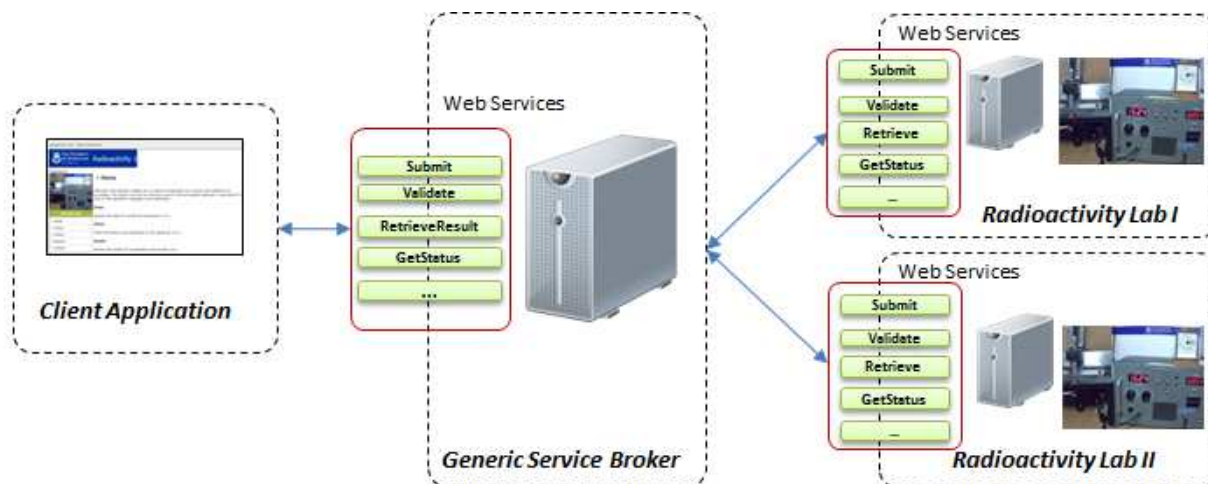 Client Application
Radioactivity
Web Services
Submit
Validate
RetrieveResult
GetStatus
...
Generic Service Broker
Web Services
Submit
Validate
Retrieve
GetStatus
...
Radioactivity Lab I
Web Services
Submit
Validate
Retrieve
GetStatus
...
Radioactivity Lab II